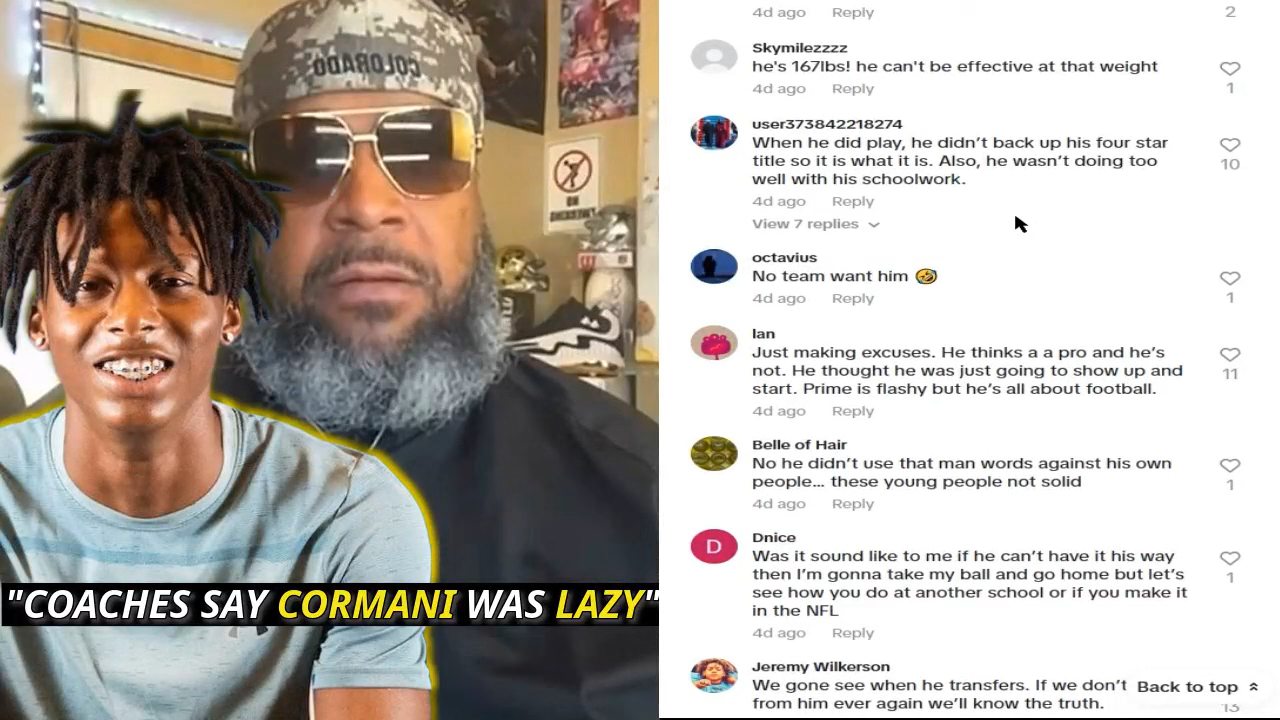 COLORADO
"COACHES SAY CORMANI WAS LAZY"
4d ago Reply
2
Skymilezzzz
he's 167lbs! he can't be effective at that weight
4d ago Reply
1
user373842218274
When he did play, he didn’t back up his four star
title so it is what it is. Also, he wasn’t doing too
well with his schoolwork.
10
4d ago Reply
View 7 replies
octavius
No team want him 🤣
4d ago Reply
1
Ian
Just making excuses. He thinks a a pro and he’s
not. He thought he was just going to show up and
start. Prime is flashy but he’s all about football.
11
4d ago Reply
Belle of Hair
No he didn’t use that man words against his own
people… these young people not solid
4d ago Reply
1
D
Dnice
Was it sound like to me if he can’t have it his way
then I’m gonna take my ball and go home but let’s
see how you do at another school or if you make it
in the NFL
1
4d ago Reply
Jeremy Wilkerson
We gone see when he transfers. If we don’t
from him ever again we’ll know the truth.
Back to top
13